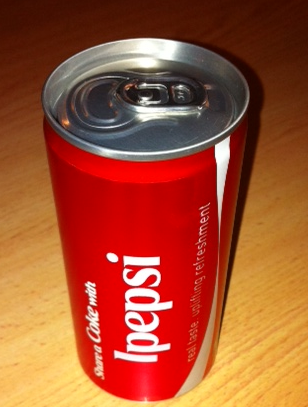 Share a Coke with
Ipepsi
real taste uplifting refreshment